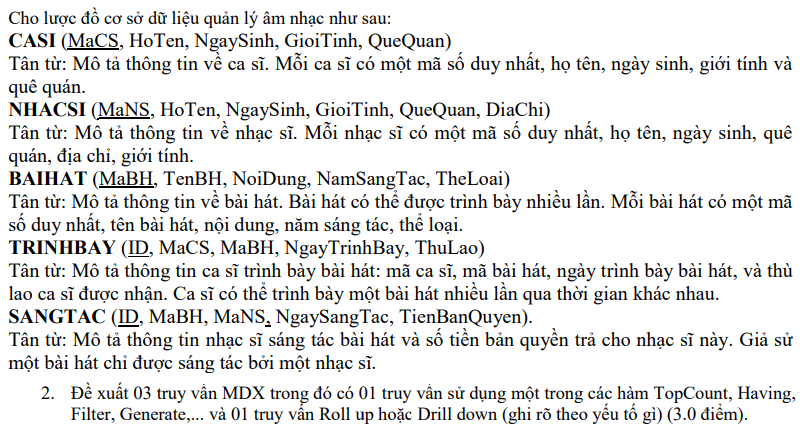 Cho lược đồ cơ sở dữ liệu quản lý âm nhạc như sau:
CASI (MaCS, HoTen, NgaySinh, GioiTinh, QueQuan)
Tân từ: Mô tả thông tin về ca sĩ. Mỗi ca sĩ có một mã số duy nhất, họ tên, ngày sinh, giới tính và
quê quán.
NHACSI (MaNS, HoTen, NgaySinh, GioiTinh, QueQuan, DiaChi)
Tân từ: Mô tả thông tin về nhạc sĩ. Mỗi nhạc sĩ có một mã số duy nhất, họ tên, ngày sinh, quê
quán, địa chỉ, giới tính.
BAIHAT (MaBH, TenBH, NoiDung, NamSangTac, TheLoai)
Tân từ: Mô tả thông tin về bài hát. Bài hát có thể được trình bày nhiều lần. Mỗi bài hát có một mã
số duy nhất, tên bài hát, nội dung, năm sáng tác, thể loại.
TRINHBAY (ID, MaCS, MaBH, NgayTrinhBay, ThuLao)
Tân từ: Mô tả thông tin ca sĩ trình bày bài hát: mã ca sĩ, mã bài hát, ngày trình bày bài hát, và thù
lao ca sĩ được nhận. Ca sĩ có thể trình bày một bài hát nhiều lần qua thời gian khác nhau.
SANGTAC (ID, MaBH, MaNS, NgaySangTac, TienBanQuyen).
Tân từ: Mô tả thông tin nhạc sĩ sáng tác bài hát và số tiền bản quyền trả cho nhạc sĩ này. Giả sử
một bài hát chỉ được sáng tác bởi một nhạc sĩ.
2. Đề xuất 03 truy vấn MDX trong đó có 01 truy vấn sử dụng một trong các hàm TopCount, Having,
Filter, Generate,... và 01 truy vấn Roll up hoặc Drill down (ghi rõ theo yếu tố gì) (3.0 điểm).